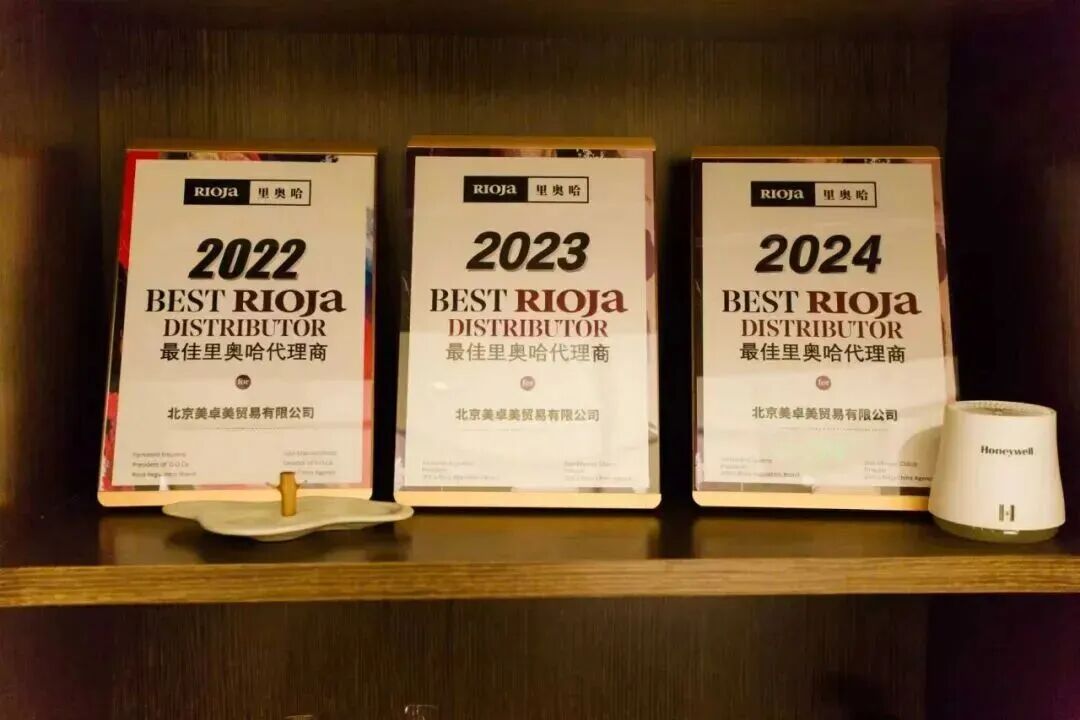 RIOJa 里奥哈
2022
BEST RIOJa
DISTRIBUTOR
最佳里奥哈代理商
for
北京美卓美贸易有限公司
RIOJa 里奥哈
2023
BEST RIOJa
DISTRIBUTOR
最佳里奥哈代理商
for
北京美卓美贸易有限公司
RIOJa 里奥哈
2024
BEST RIOJa
DISTRIBUTOR
最佳里奥哈代理商
for
北京美卓美贸易有限公司
Honeywell